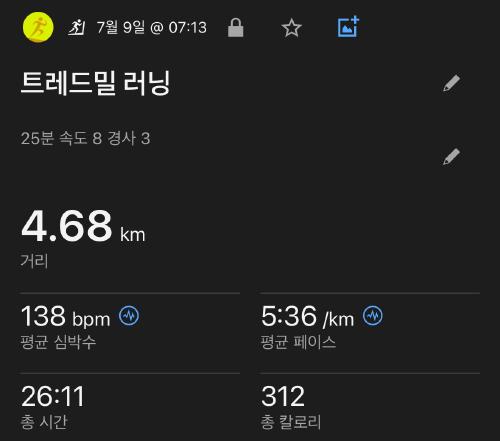 7월 9일 @ 07:13
트레드밀 러닝
25분 속도 8 경사 3
4.68 km
거리
138 bpm
평균 심박수
5:36 /km
평균 페이스
26:11
총 시간
312
총 칼로리